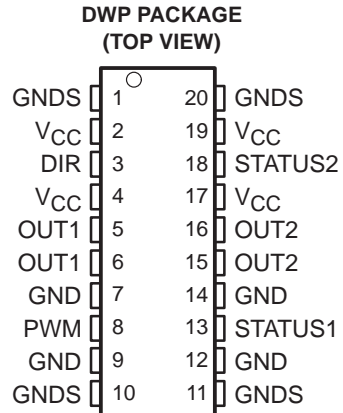 DWP PACKAGE
(TOP VIEW)
GNDS 1 20 GNDS
VCC 2 19 VCC
DIR 3 18 STATUS2
VCC 4 17 VCC
OUT1 5 16 OUT2
OUT1 6 15 OUT2
GND 7 14 GND
PWM 8 13 STATUS1
GND 9 12 GND
GNDS 10 11 GNDS